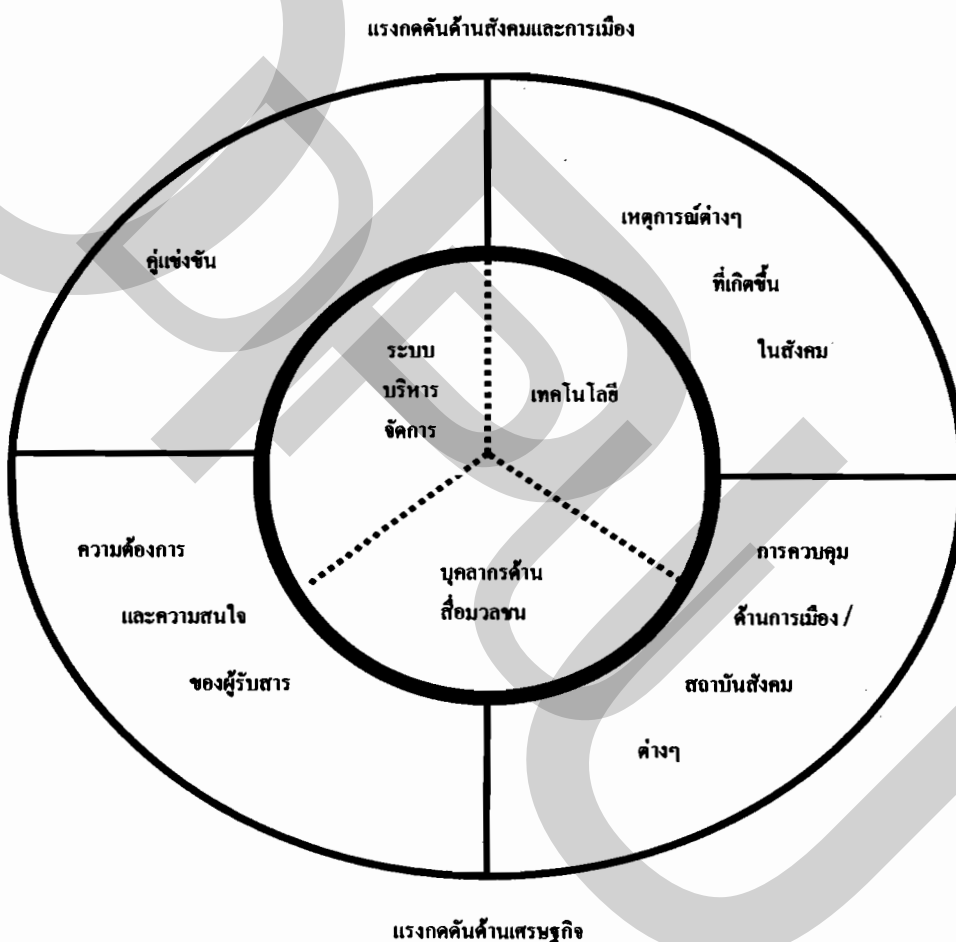 แรงกดดันด้านสังคมและการเมือง
คู่แข่งขัน
เหตุการณ์ต่างๆ
ที่เกิดขึ้น
ในสังคม
ระบบ
บริหาร
จัดการ
เทคโนโลยี
ความต้องการ
และความสนใจ
ของผู้รับสาร
บุคลากรด้าน
สื่อมวลชน
การควบคุม
ด้านการเมือง /
สถาบันสังคม
ต่างๆ
แรงกดดันด้านเศรษฐกิจ